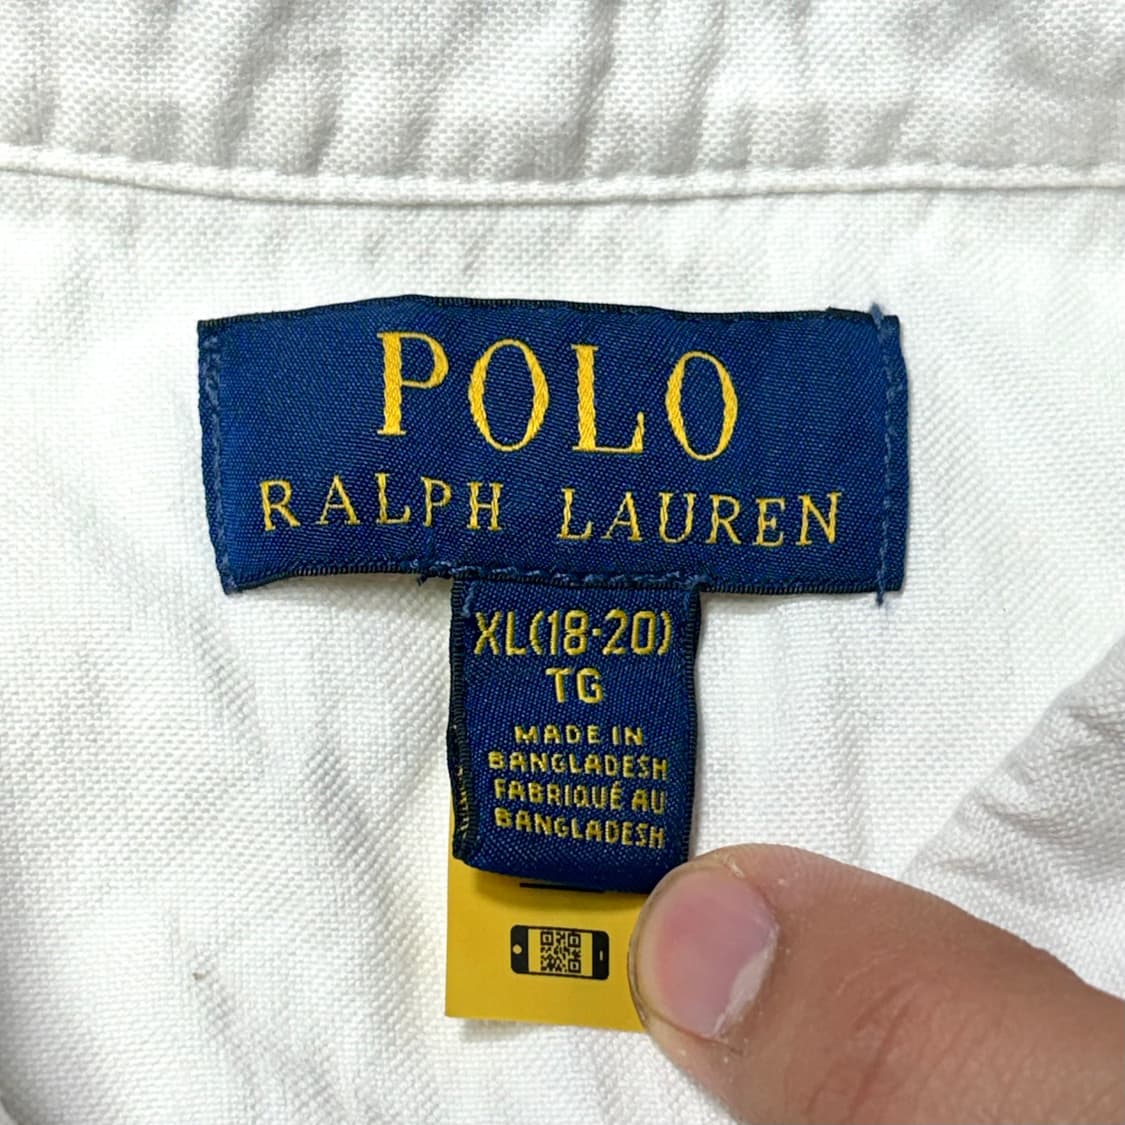 POLO
RALPH LAUREN
XL(18-20)
TG
MADE IN
BANGLADESH
FABRIQUÉ AU
BANGLADESH